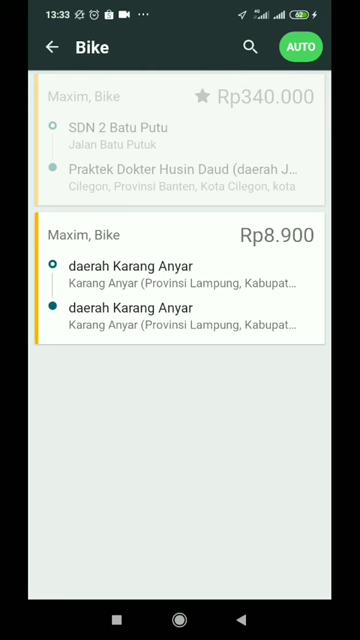 13:33
4G
62
Bike
AUTO
Maxim, Bike
Rp340.000
SDN 2 Batu Putu
Jalan Batu Putuk
Praktek Dokter Husin Daud (daerah J...
Cilegon, Provinsi Banten, Kota Cilegon, kota
Maxim, Bike
Rp8.900
daerah Karang Anyar
Karang Anyar (Provinsi Lampung, Kabupat...
daerah Karang Anyar
Karang Anyar (Provinsi Lampung, Kabupat...